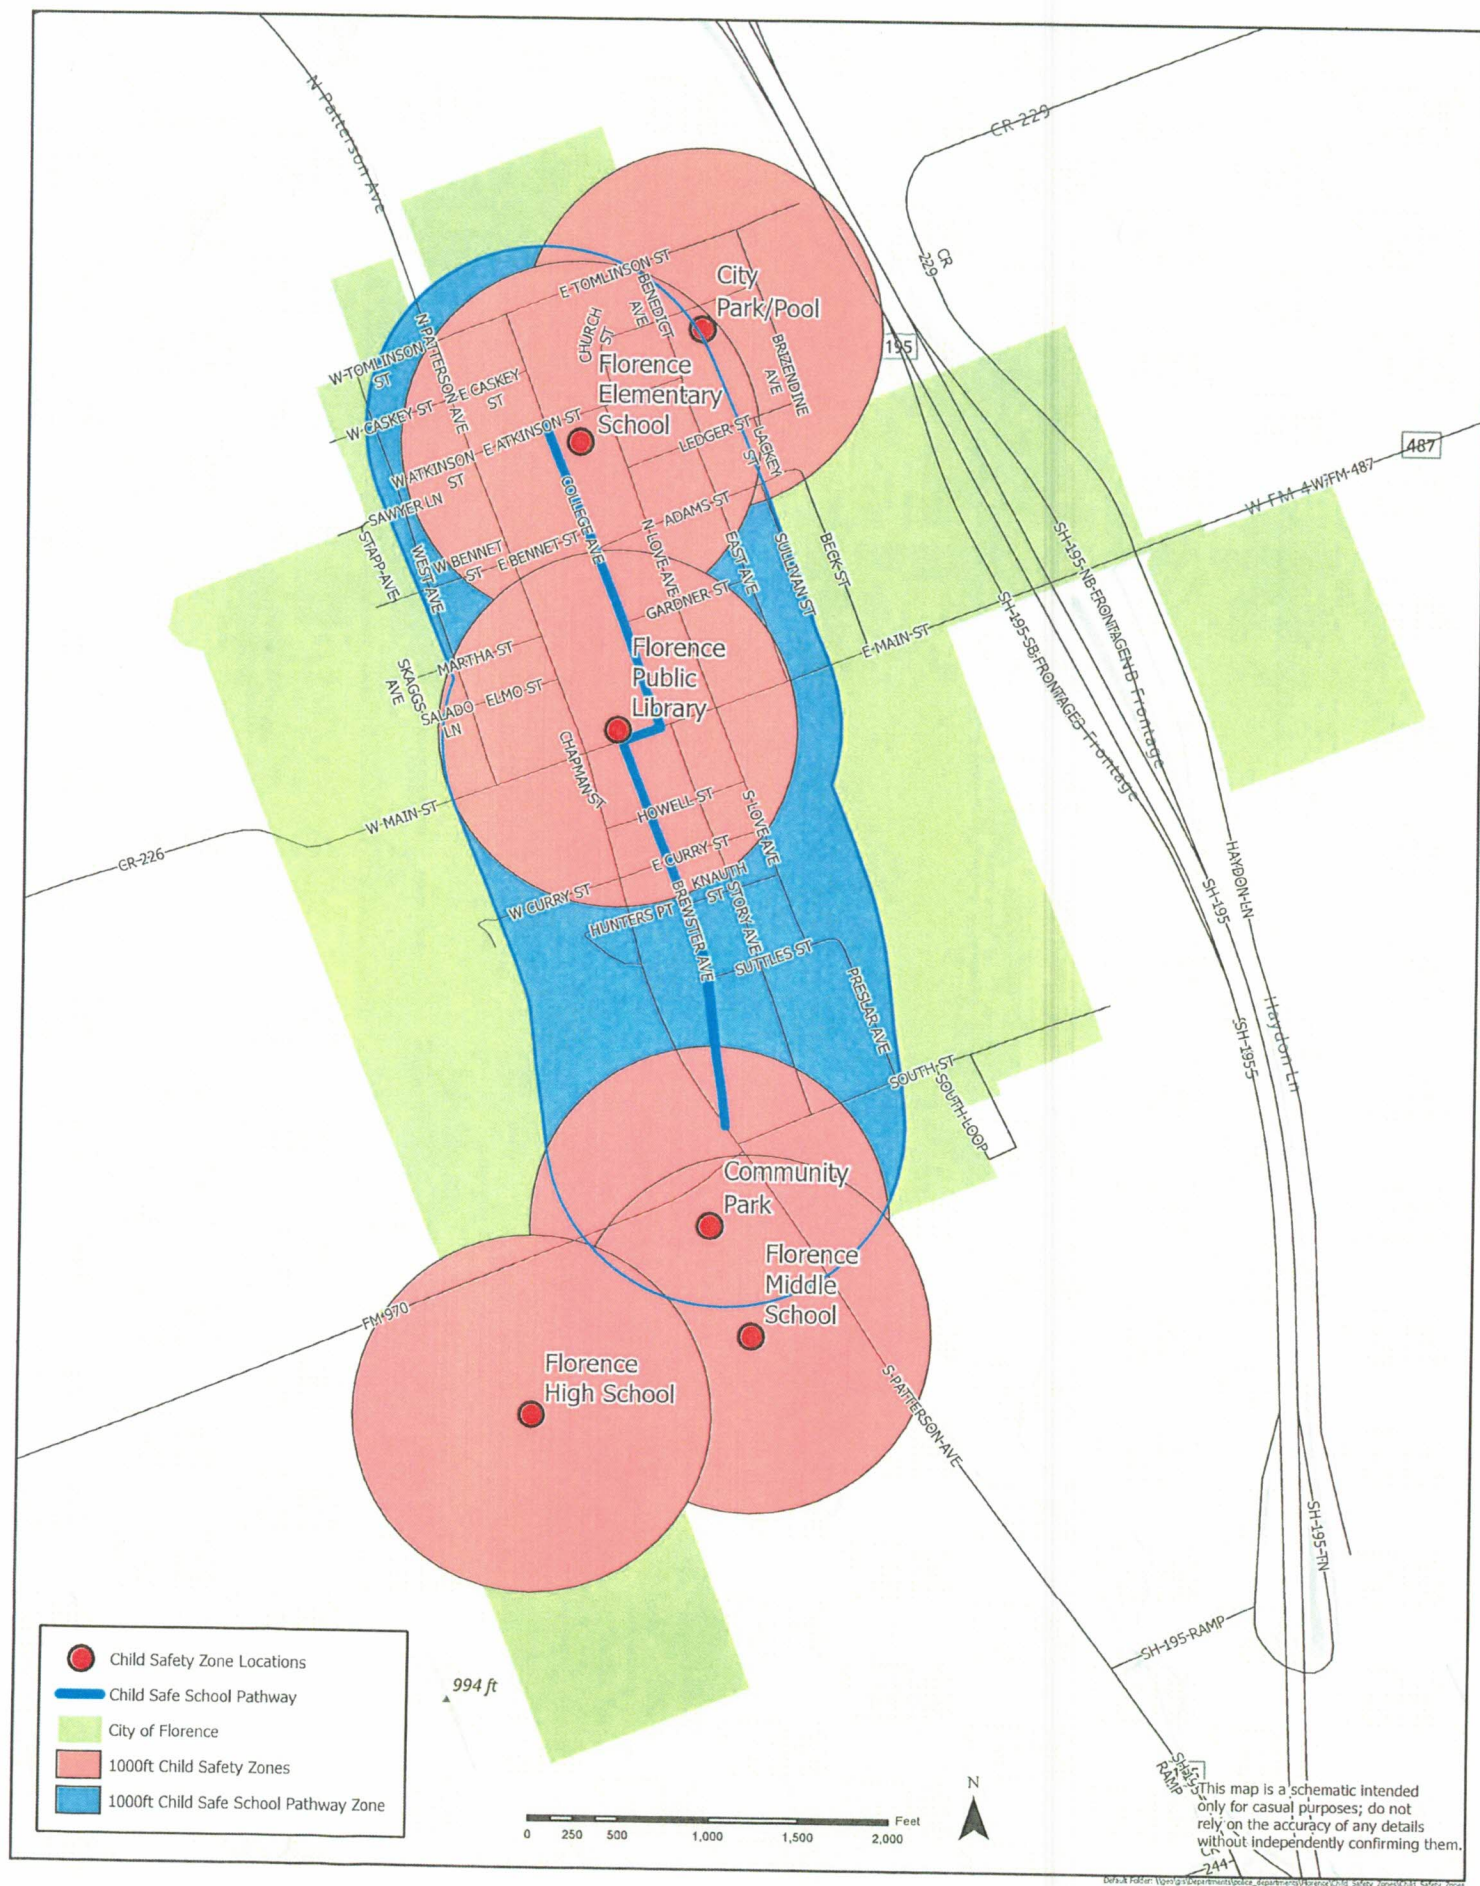 N Patterson Ave
CR 229
CR
229
195
487
W FM 4
W-FM-487
City
Park/Pool
E TOMLINSON ST
BENEDICT
AVE
CHURCH
ST
BRIZENDINE
AVE
N PATTERSON AVE
W-TOMLINSON
ST
Florence
Elementary
School
W CASKEY ST
E CASKEY
ST
W ATKINSON
ST
E ATKINSON ST
LEDGER ST
LACKEY
ST
SAWYER LN
STAPP AVE
WEST AVE
W BENNET
ST
E BENNET ST
COLLEGE AVE
N LOVE AVE
ADAMS ST
EAST AVE
SULLIVAN ST
BECK ST
GARDNER ST
E MAIN ST
SH-195-NB-FRONTAGE
NB Frontage
SH-195-SB-FRONTAGE
SB Frontage
MARTHA ST
SKAGGS
AVE
SALADO
LN
ELMO ST
Florence
Public
Library
CHAPMAN ST
W MAIN ST
CR-226
HOWELL ST
S LOVE AVE
E CURRY ST
W CURRY ST
KNAUTH
ST
HUNTERS PT
BREWSTER AVE
STORY AVE
SUTTLES ST
PRESLAR AVE
SOUTH ST
SOUTH LOOP
SH-195
HAYDON-LN
Haydon Ln
SH-195S
Community
Park
Florence
Middle
School
FM-970
Florence
High School
S PATTERSON AVE
SH-195-TN
SH-195-RAMP
RAMP
Child Safety Zone Locations
Child Safe School Pathway
City of Florence
1000ft Child Safety Zones
1000ft Child Safe School Pathway Zone
994 ft
Feet
0 250 500 1,000 1,500 2,000
N
This map is a schematic intended
only for casual purposes; do not
rely on the accuracy of any details
without independently confirming them.
244